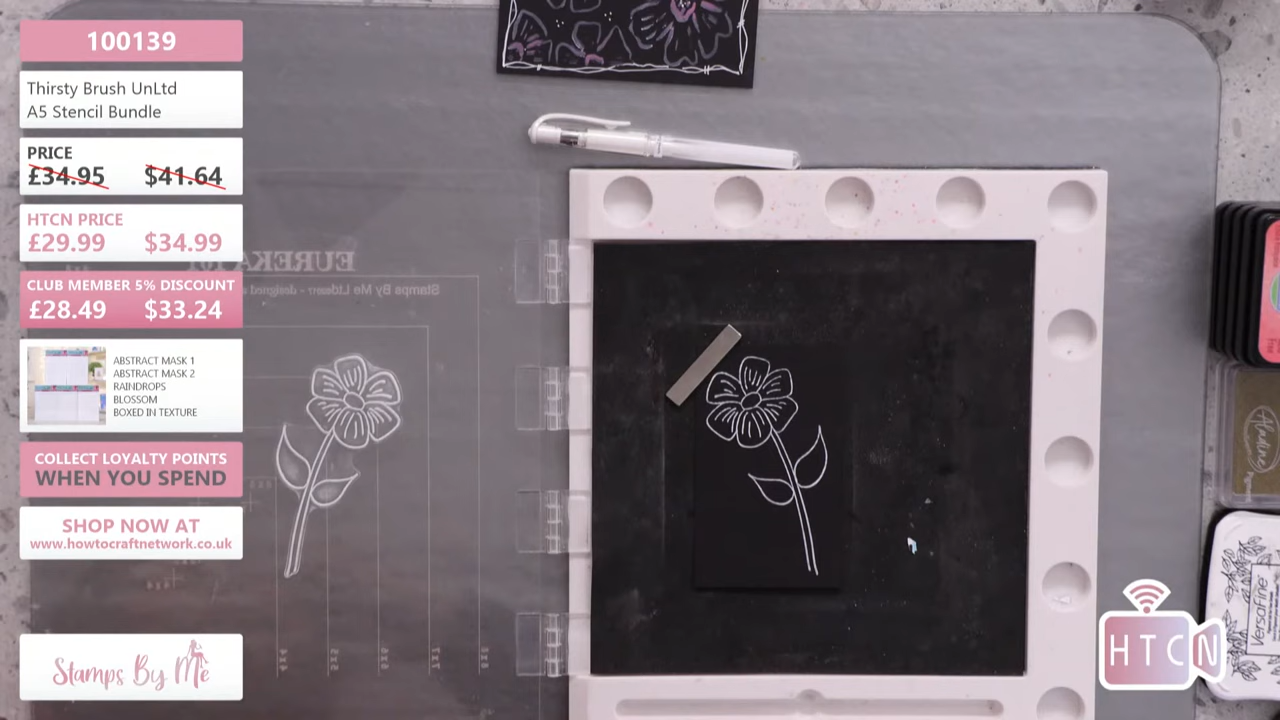 100139
Thirsty Brush UnLtd
A5 Stencil Bundle
PRICE
£34.95 $41.64
HTCN PRICE
£29.99 $34.99
CLUB MEMBER 5% DISCOUNT
£28.49 $33.24
ABSTRACT MASK 1
ABSTRACT MASK 2
RAINDROPS
BLOSSOM
BOXED IN TEXTURE
COLLECT LOYALTY POINTS
WHEN YOU SPEND
SHOP NOW AT
www.howtocraftnetwork.co.uk
Stamps By Me
Stamps By Me Ltd
VersaFine
HTCN